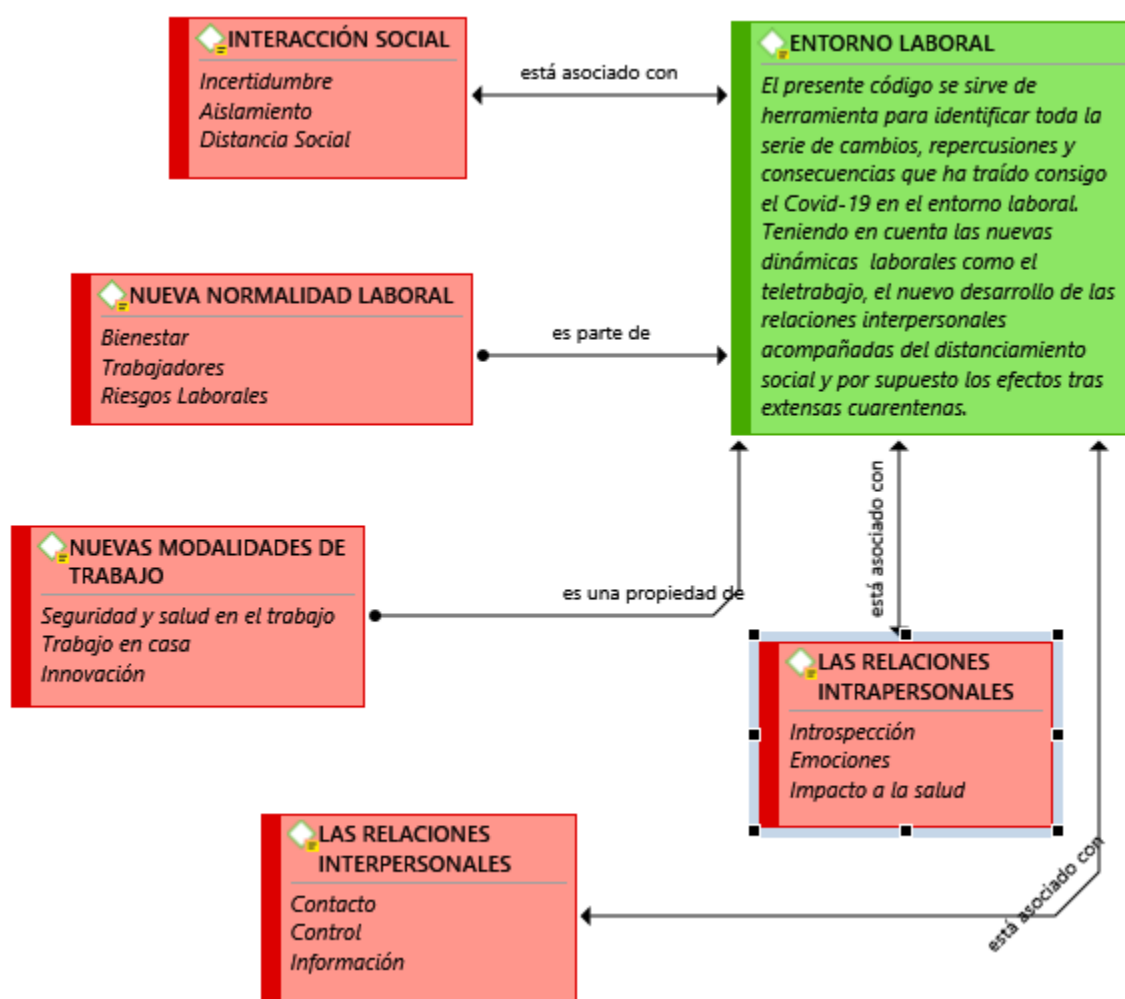 INTERACCIÓN SOCIAL
Incertidumbre
Aislamiento
Distancia Social
está asociado con
ENTORNO LABORAL
El presente código se sirve de
herramienta para identificar toda la
serie de cambios, repercusiones y
consecuencias que ha traído consigo
el Covid-19 en el entorno laboral.
Teniendo en cuenta las nuevas
dinámicas  laborales como el
teletrabajo, el nuevo desarrollo de las
relaciones interpersonales
acompañadas del distanciamiento
social y por supuesto los efectos tras
extensas cuarentenas.
NUEVA NORMALIDAD LABORAL
Bienestar
Trabajadores
Riesgos Laborales
es parte de
NUEVAS MODALIDADES DE
TRABAJO
Seguridad y salud en el trabajo
Trabajo en casa
Innovación
es una propiedad de
está asociado con
LAS RELACIONES
INTRAPERSONALES
Introspección
Emociones
Impacto a la salud
LAS RELACIONES
INTERPERSONALES
Contacto
Control
Información
está asociado con